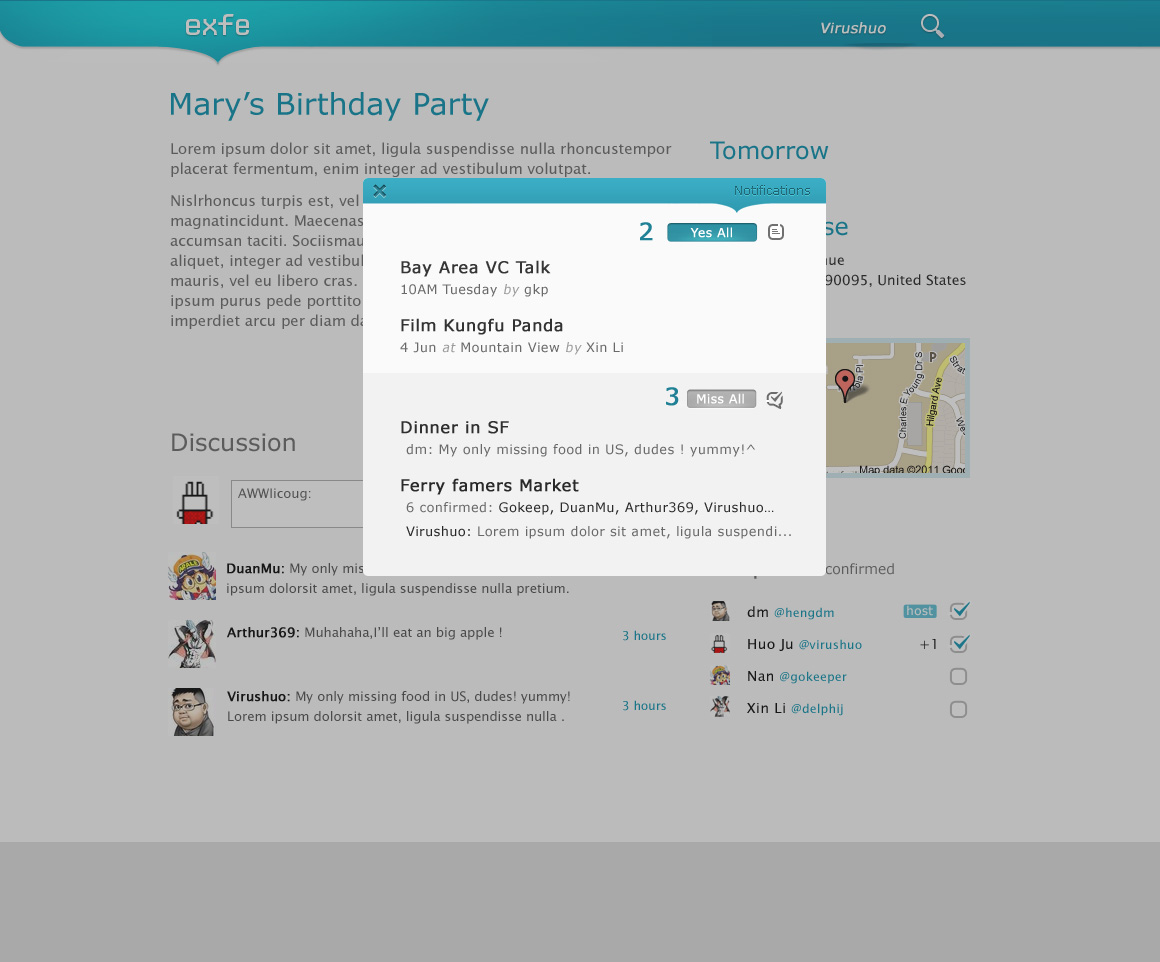 exfe
Virushuo
Mary's Birthday Party
Lorem ipsum dolor sit amet, ligula suspendisse nulla rhoncustempor
placerat fermentum, enim integer ad vestibulum volutpat.
Nislrhoncus turpis est, vel
magnatincidunt. Maecenas
accumsan taciti. Sociismau
aliquet, integer ad vestibul
mauris, vel eu libero cras.
ipsum purus pede porttito
imperdiet arcu per diam da
Tomorrow
se
nue
90095, United States
Notifications
2 Yes All
Bay Area VC Talk
10AM Tuesday by gkp
Film Kungfu Panda
4 Jun at Mountain View by Xin Li
3 Miss All
Dinner in SF
dm: My only missing food in US, dudes ! yummy!^
Ferry famers Market
6 confirmed: Gokeep, DuanMu, Arthur369, Virushuo...
Virushuo: Lorem ipsum dolor sit amet, ligula suspendi...
P
Charles E Young Dr S
Hilgard Ave
Map data ©2011 Goo
Discussion
AWWlicoug:
DuanMu: My only mis
ipsum dolorsit amet, ligula suspendisse nulla pretium.
Arthur369: Muhahaha,I'll eat an big apple !
3 hours
Virushuo: My only missing food in US, dudes! yummy!
Lorem ipsum dolorsit amet, ligula suspendisse nulla .
3 hours
confirmed
dm @hengdm host
Huo Ju @virushuo +1
Nan @gokeeper
Xin Li @delphij